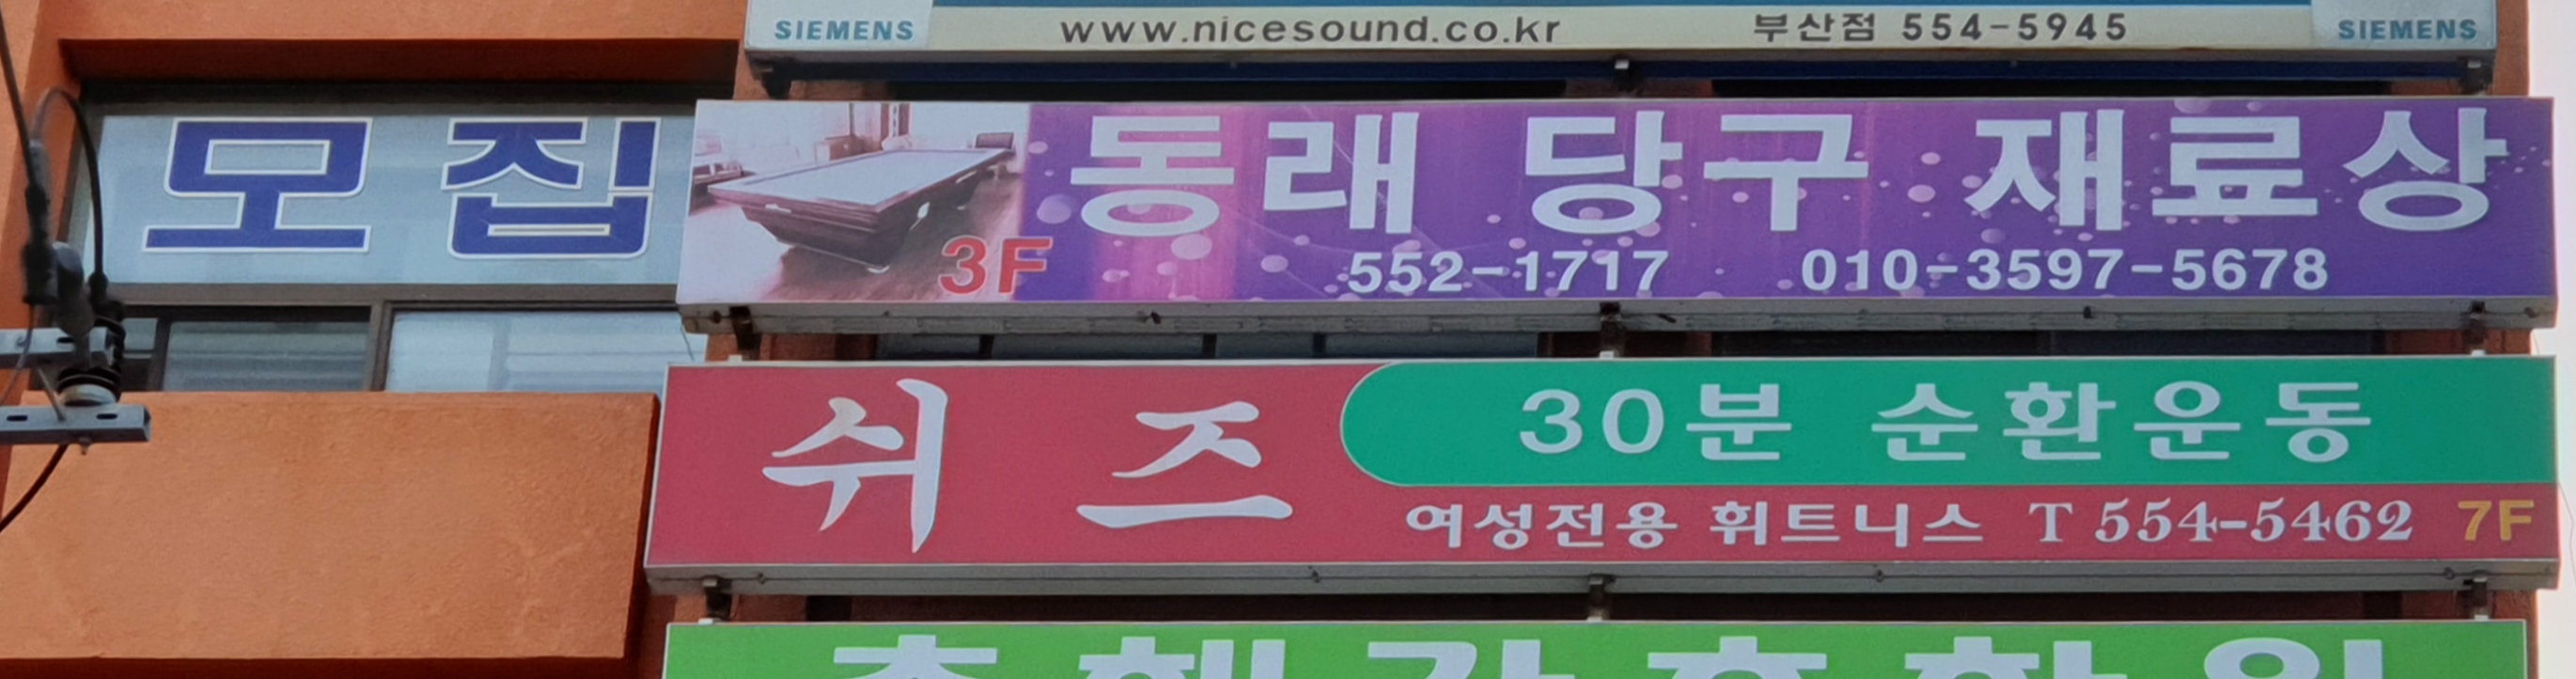 SIEMENS www.nicesound.co.kr 부산점 554-5945 SIEMENS
모집
동래 당구 재료상
3F 552-1717 010-3597-5678
쉬즈
30분 순환운동
여성전용 휘트니스 T 554-5462 7F